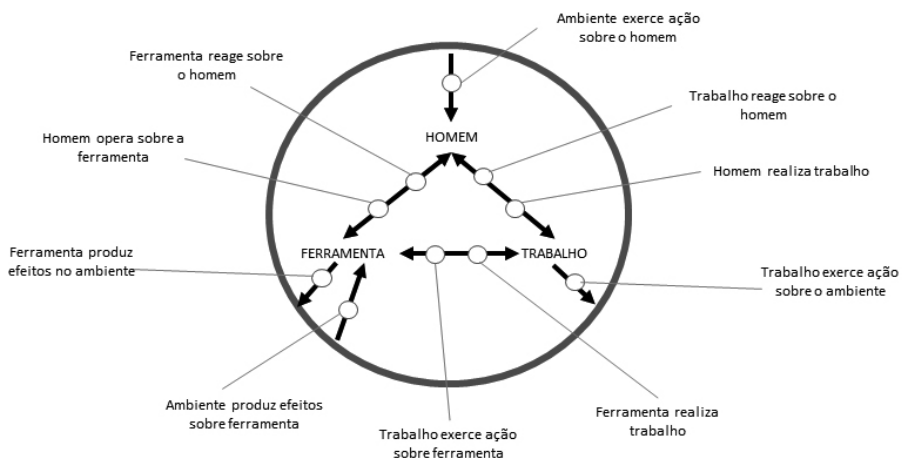 Ambiente exerce ação
sobre o homem
Ferramenta reage sobre
o homem
Trabalho reage sobre o
homem
Homem opera sobre a
ferramenta
HOMEM
Homem realiza trabalho
Ferramenta produz
efeitos no ambiente
FERRAMENTA
TRABALHO
Trabalho exerce ação
sobre o ambiente
Ambiente produz efeitos
sobre ferramenta
Trabalho exerce ação
sobre ferramenta
Ferramenta realiza
trabalho